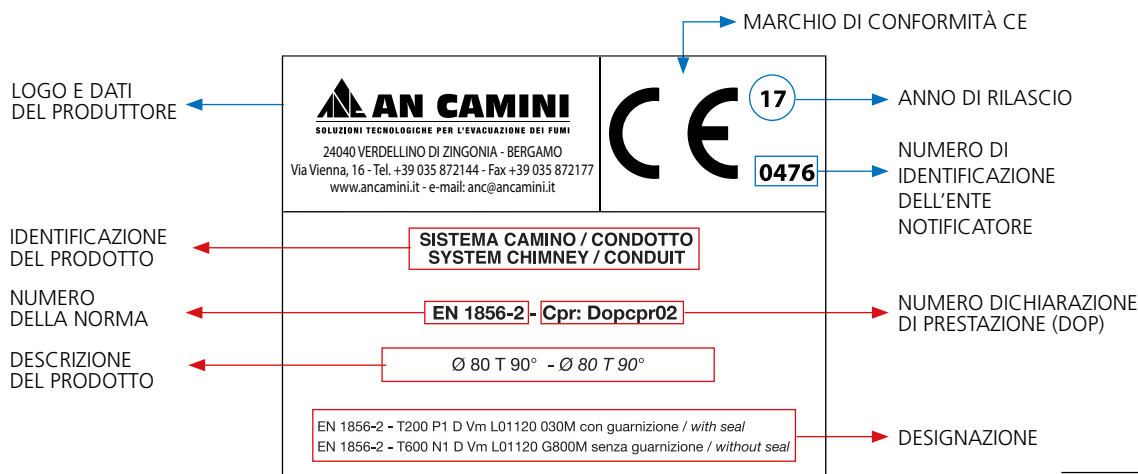 MARCHIO DI CONFORMITÀ CE
LOGO E DATI
DEL PRODUTTORE
AN CAMINI
SOLUZIONI TECNOLOGICHE PER L'EVACUAZIONE DEI FUMI
24040 VERDELLINO DI ZINGONIA - BERGAMO
Via Vienna, 16 - Tel. +39 035 872144 - Fax +39 035 872177
www.ancamini.it - e-mail: anc@ancamini.it
CE
17
ANNO DI RILASCIO
0476
NUMERO DI
IDENTIFICAZIONE
DELL'ENTE
NOTIFICATORE
IDENTIFICAZIONE
DEL PRODOTTO
SISTEMA CAMINO / CONDOTTO
SYSTEM CHIMNEY / CONDUIT
NUMERO
DELLA NORMA
EN 1856-2 - Cpr: Dopcpr02
NUMERO DICHIARAZIONE
DI PRESTAZIONE (DOP)
DESCRIZIONE
DEL PRODOTTO
Ø 80 T 90° - Ø 80 T 90°
EN 1856-2 - T200 P1 D Vm L01120 030M con guarnizione / with seal
EN 1856-2 - T600 N1 D Vm L01120 G800M senza guarnizione / without seal
DESIGNAZIONE